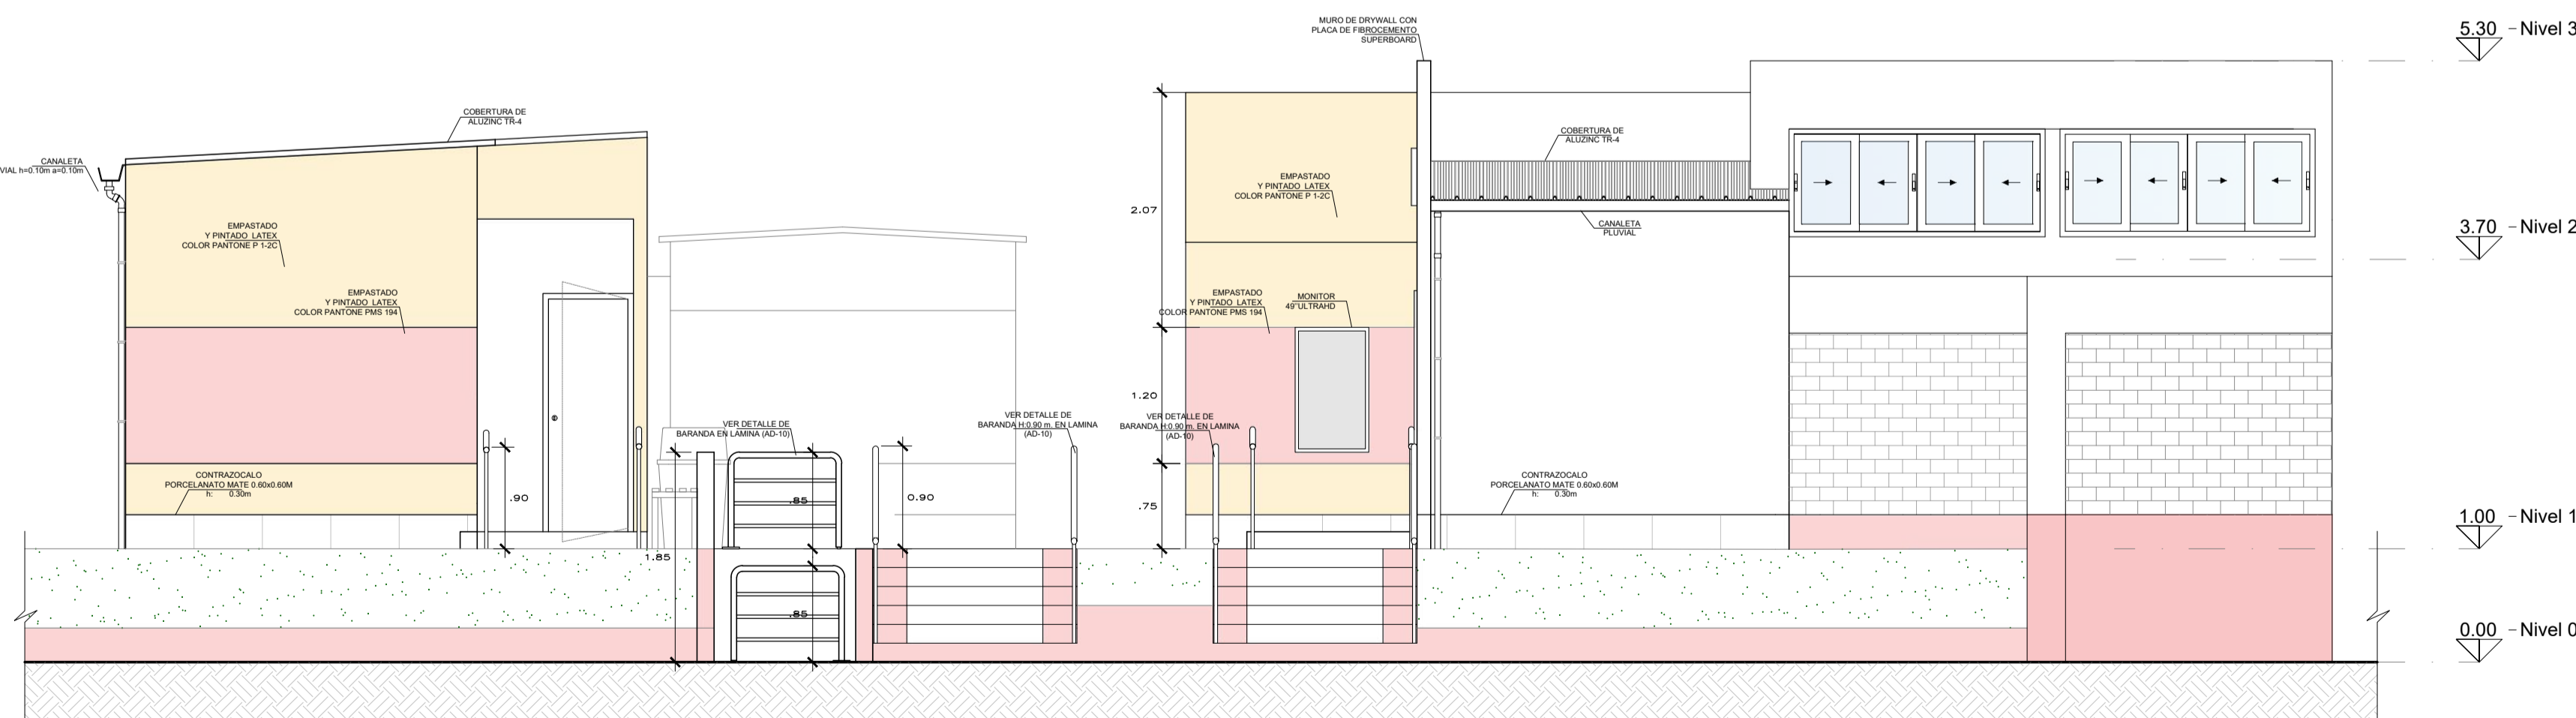 MURO DE DRYWALL CON
PLACA DE FIBROCEMENTO
SUPERBOARD
5.30 - Nivel 3
COBERTURA DE
ALUZINC TR-4
CANALETA
VIAL h=0.10m a=0.10m
COBERTURA DE
ALUZINC TR-4
EMPASTADO
Y PINTADO LATEX
COLOR PANTONE P 1-2C
2.07
EMPASTADO
Y PINTADO LATEX
COLOR PANTONE P 1-2C
CANALETA
PLUVIAL
3.70 - Nivel 2
EMPASTADO
Y PINTADO LATEX
COLOR PANTONE PMS 194
EMPASTADO
Y PINTADO LATEX
COLOR PANTONE PMS 194
MONITOR
49"ULTRAHD
1.20
VER DETALLE DE
BARANDA EN LAMINA (AD-10)
VER DETALLE DE
BARANDA H:0.90 m. EN LAMINA
(AD-10)
VER DETALLE DE
BARANDA H:0.90 m. EN LAMINA
(AD-10)
CONTRAZOCALO
PORCELANATO MATE 0.60x0.60M
h: 0.30m
.90
.85
0.90
.75
CONTRAZOCALO
PORCELANATO MATE 0.60x0.60M
h: 0.30m
1.00 - Nivel 1
1.85
.85
0.00 - Nivel 0